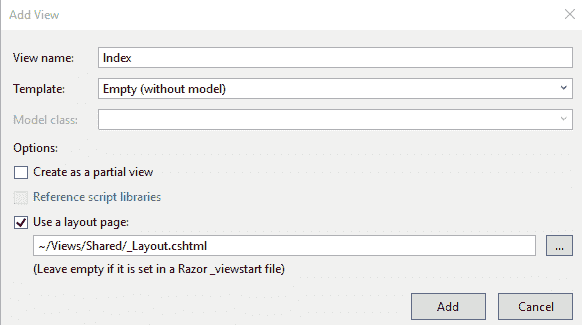 Add View
View name: Index
Template: Empty (without model)
Model class:
Options:
Create as a partial view
Reference script libraries
Use a layout page:
~/Views/Shared/_Layout.cshtml ...
(Leave empty if it is set in a Razor _viewstart file)
Add Cancel